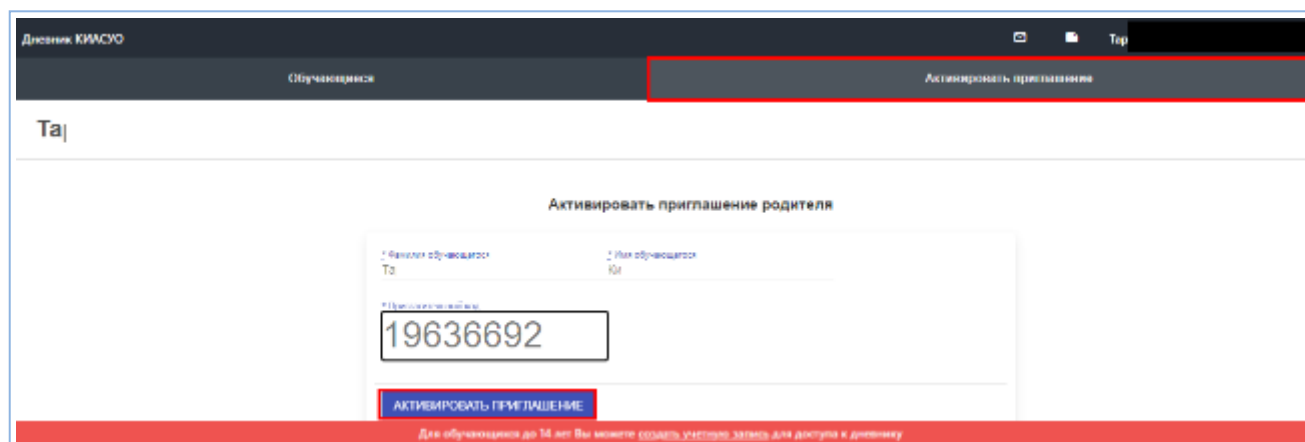 Дневник КИАСУО
Тар
Обучающиеся
Активировать приглашение
Та
Активировать приглашение родителя
* Фамилия обучающегося
* Имя обучающегося
Та
Ки
19636692
АКТИВИРОВАТЬ ПРИГЛАШЕНИЕ
Для обучающихся до 14 лет Вы можете создать учетную запись для доступа к дневнику